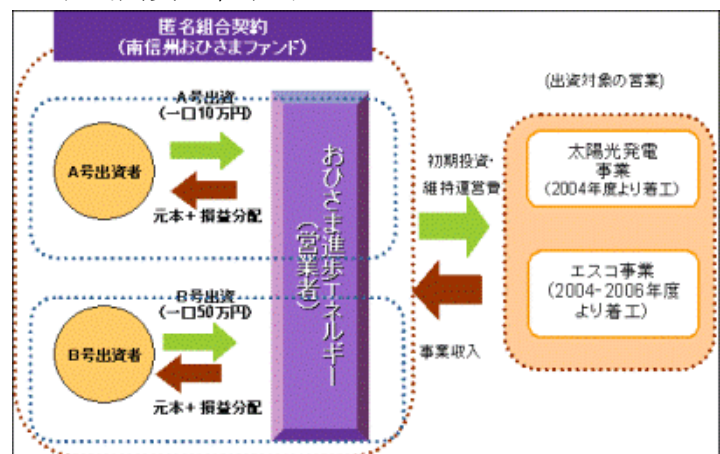 匿名組合契約
(南信州おひさまファンド)
A号出資
(一口10万円)
A号出資者
元本+損益分配
B号出資
(一口50万円)
B号出資者
元本+損益分配
おひさま進歩エネルギー
(営業者)
初期投資・
維持運営費
事業収入
(出資対象の営業)
太陽光発電
事業
(2004年度より着工)
エスコ事業
(2004-2006年度
より着工)